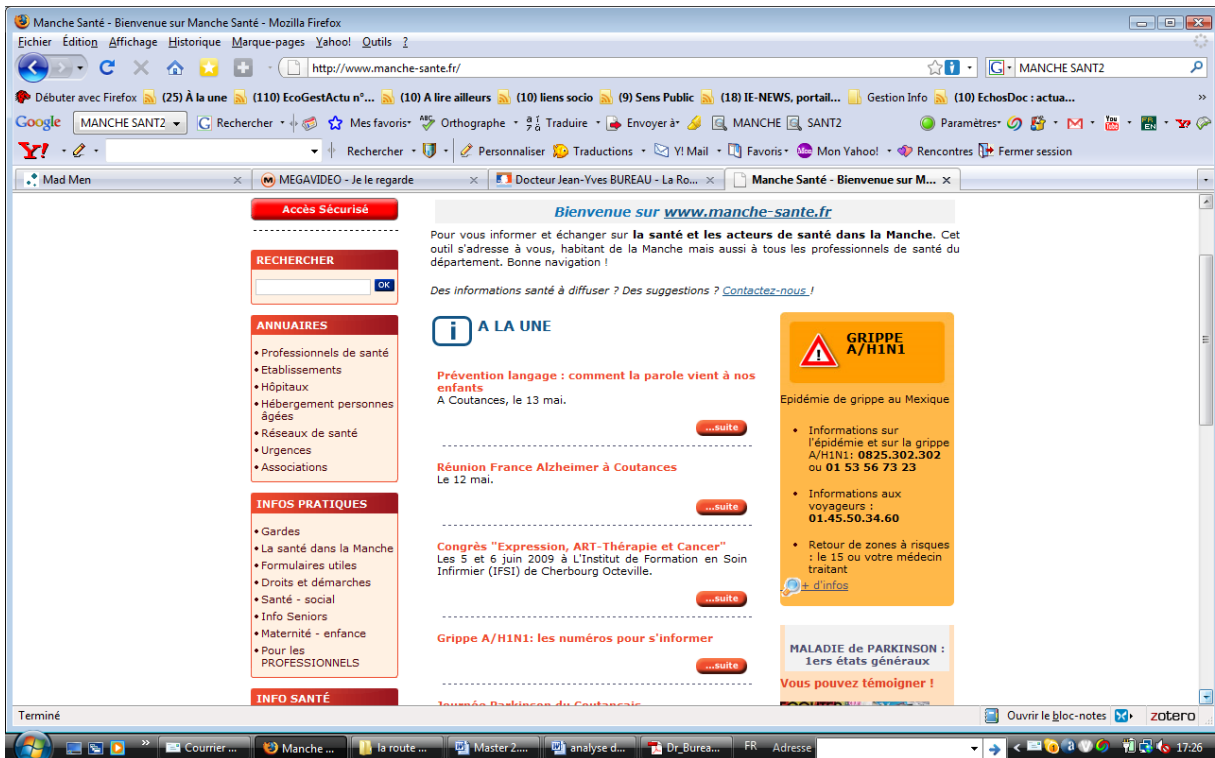 Manche Santé - Bienvenue sur Manche Santé - Mozilla Firefox
Fichier Édition Affichage Historique Marque-pages Yahoo! Outils ?
http://www.manche-sante.fr/
G MANCHE SANT2
Débuter avec Firefox (25) À la une (110) EcoGestActu n°... (10) A lire ailleurs (10) liens socio (9) Sens Public (18) IE-NEWS, portail... Gestion Info (10) EchosDoc : actua... »
Google MANCHE SANT2 G Rechercher Mes favoris ABC Orthographe Traduire Envoyer à MANCHE SANT2 Paramètres
Y! Rechercher Personnaliser Traductions Y! Mail Favoris Mon Yahoo! Rencontres Fermer session
Mad Men MEGAVIDEO - Je le regarde Docteur Jean-Yves BUREAU - La Ro... Manche Santé - Bienvenue sur M...
Accès Sécurisé
RECHERCHER
OK
ANNUAIRES
• Professionnels de santé
• Etablissements
• Hôpitaux
• Hébergement personnes
âgées
• Réseaux de santé
• Urgences
• Associations
INFOS PRATIQUES
• Gardes
• La santé dans la Manche
• Formulaires utiles
• Droits et démarches
• Santé - social
• Info Seniors
• Maternité - enfance
• Pour les
PROFESSIONNELS
INFO SANTÉ
Bienvenue sur www.manche-sante.fr
Pour vous informer et échanger sur la santé et les acteurs
de santé dans la Manche. Cet
outil s'adresse à vous, habitant de la Manche mais aussi à tous les professionnels de santé du
département. Bonne navigation !
Des informations santé à diffuser ? Des suggestions ? Contactez-nous !
i A LA UNE
Prévention langage : comment la parole vient à nos
enfants
A Coutances, le 13 mai.
...suite
Réunion France Alzheimer à Coutances
Le 12 mai.
...suite
Congrès "Expression, ART-Thérapie et Cancer"
Les 5 et 6 juin 2009 à L'Institut de Formation en Soin
Infirmier (IFSI) de Cherbourg Octeville.
...suite
Grippe A/H1N1: les numéros pour s'informer
...suite
Journée Parkinson du Coutançais
GRIPPE
A/H1N1
Epidémie de grippe au Mexique
• Informations sur
l'épidémie et sur la grippe
A/H1N1: 0825.302.302
ou 01 53 56 73 23
• Informations aux
voyageurs :
01.45.50.34.60
• Retour de zones à risques
: le 15 ou votre médecin
traitant
+ d'infos
MALADIE de PARKINSON :
1ers états généraux
Vous pouvez témoigner !
Terminé
Ouvrir le bloc-notes zotero
» Courrier ... Manche ... la route ... Master 2.... analyse d... Dr_Burea... FR Adresse 17:26